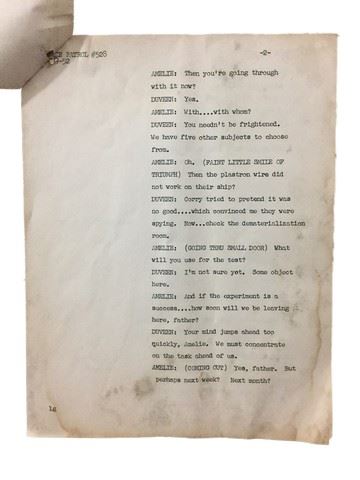 PATROL #528 -2-
-52
AMELIE: Then you're going through
with it now?
DUVEEN: Yes.
AMELIE: With....with whom?
DUVEEN: You needn't be frightened.
We have five other subjects to choose
from.
AMELIE: Oh. (FAINT LITTLE SMILE OF
TRIUMPH) Then the plastron wire did
not work on their ship?
DUVEEN: Corry tried to pretend it was
no good....which convinced me they were
spying. Now...check the dematerialization
room.
AMELIE: (GOING THRU SMALL DOOR) What
will you use for the test?
DUVEEN: I'm not sure yet. Some object
here.
AMELIE: And if the experiment is a
success....how soon will we be leaving
here, father?
DUVEEN: Your mind jumps ahead too
quickly, Amelie. We must concentrate
on the task ahead of us.
AMELIE: (COMING OUT) Yes, father. But
perhaps next week? Next month?